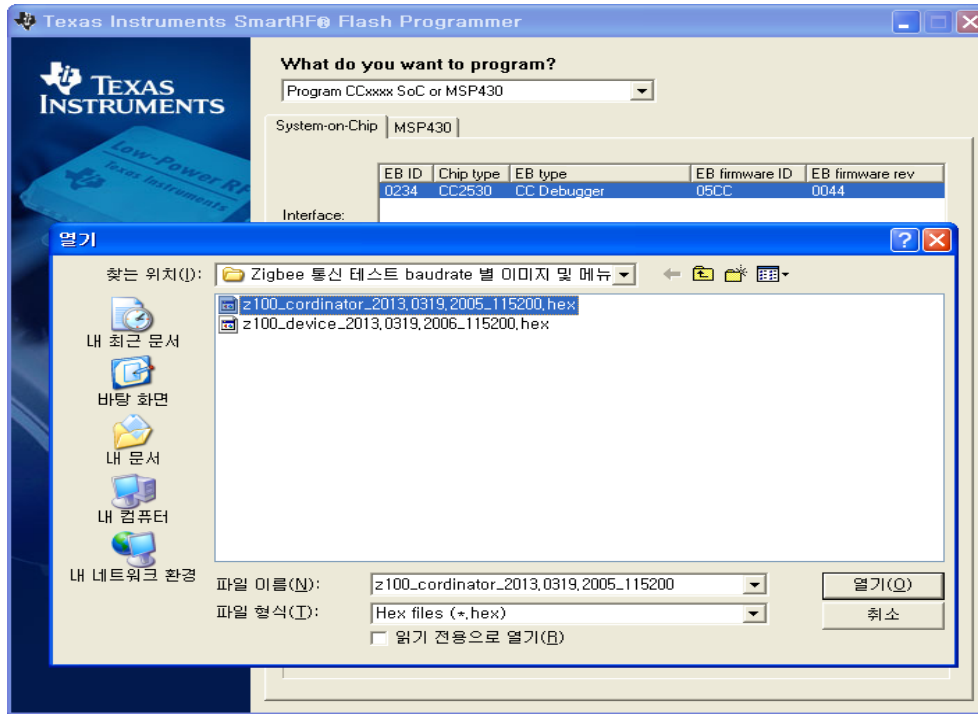 Texas Instruments SmartRF® Flash Programmer
TEXAS INSTRUMENTS
Low-Power RF
Texas Instruments
What do you want to program?
Program CCxxxx SoC or MSP430
System-on-Chip MSP430
EB ID Chip type EB type EB firmware ID EB firmware rev
0234 CC2530 CC Debugger 05CC 0044
Interface:
열기
찾는 위치(I): Zigbee 통신 테스트 baudrate 별 이미지 및 메뉴
z100_cordinator_2013,0319,2005_115200,hex
z100_device_2013,0319,2006_115200,hex
내 최근 문서
바탕 화면
내 문서
내 컴퓨터
내 네트워크 환경
파일 이름(N): z100_cordinator_2013,0319,2005_115200 열기(O)
파일 형식(T): Hex files (*,hex) 취소
읽기 전용으로 열기(R)